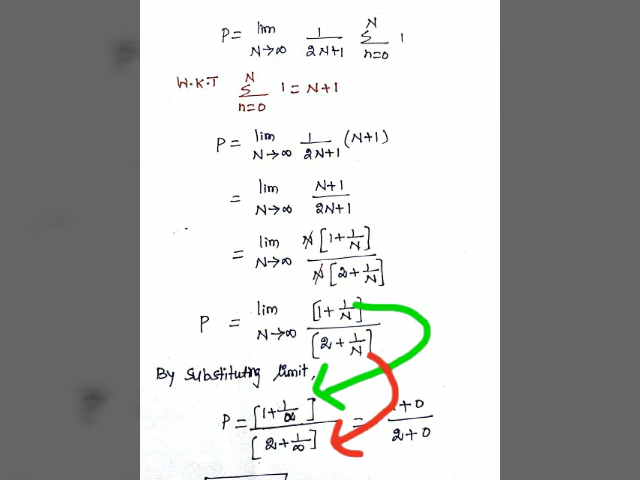 P = lim N→∞ 1/2N+1 Σ n=0 N 1
W.K.T Σ n=0 N 1 = N+1
P = lim N→∞ 1/2N+1 (N+1)
= lim N→∞ N+1/2N+1
= lim N→∞ N[1+1/N]/N[2+1/N]
P = lim N→∞ [1+1/N]/[2+1/N]
By substituting limit,
P = [1+1/∞]/[2+1/∞] = 1+0/2+0